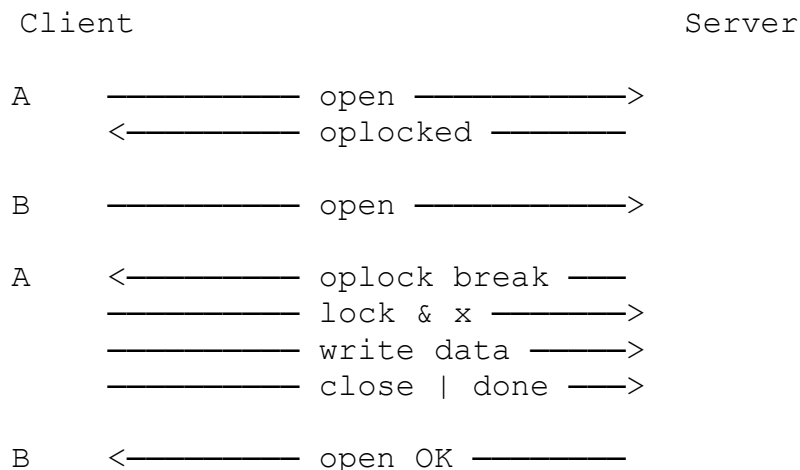 Client Server
A ────────── open ───────────>
<───────── oplocked ───────
B ────────── open ───────────>
A <───────── oplock break ───
────────── lock & x ───────>
────────── write data ─────>
────────── close | done ───>
B <───────── open OK ────────